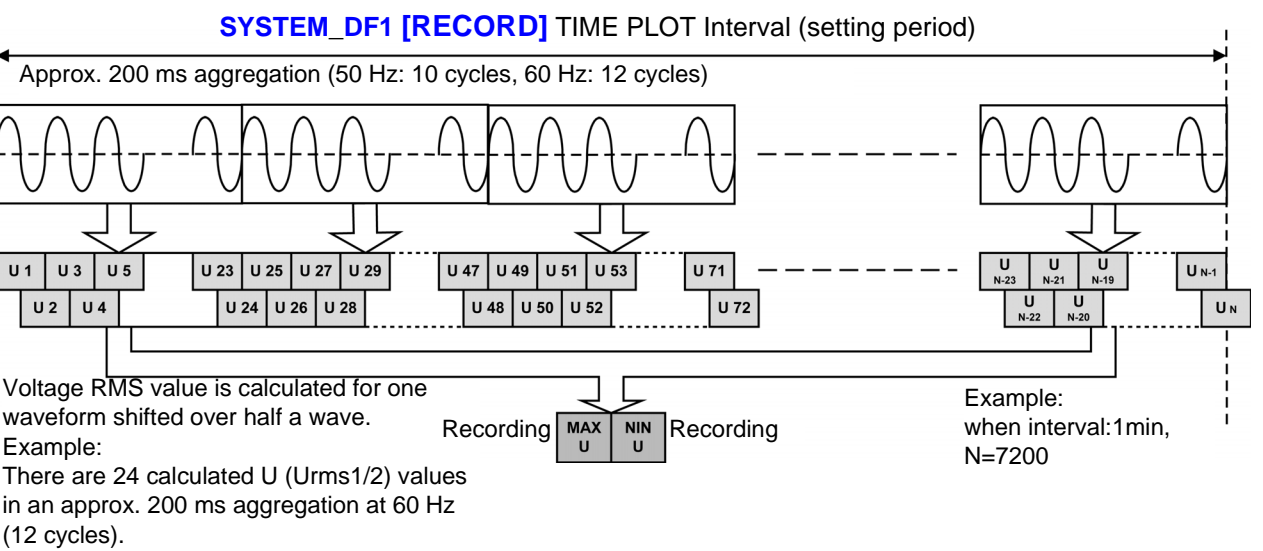 SYSTEM_DF1 [RECORD] TIME PLOT Interval (setting period)
Approx. 200 ms aggregation (50 Hz: 10 cycles, 60 Hz: 12 cycles)
U 1 U 3 U 5 U 23 U 25 U 27 U 29 U 47 U 49 U 51 U 53 U 71 U N-23 U N-21 U N-19 U N-1
U 2 U 4 U 24 U 26 U 28 U 48 U 50 U 52 U 72 U N-22 U N-20 U N
Voltage RMS value is calculated for one
waveform shifted over half a wave.
Example:
There are 24 calculated U (Urms1/2) values
in an approx. 200 ms aggregation at 60 Hz
(12 cycles).
Recording MAX U NIN U Recording
Example:
when interval:1min,
N=7200